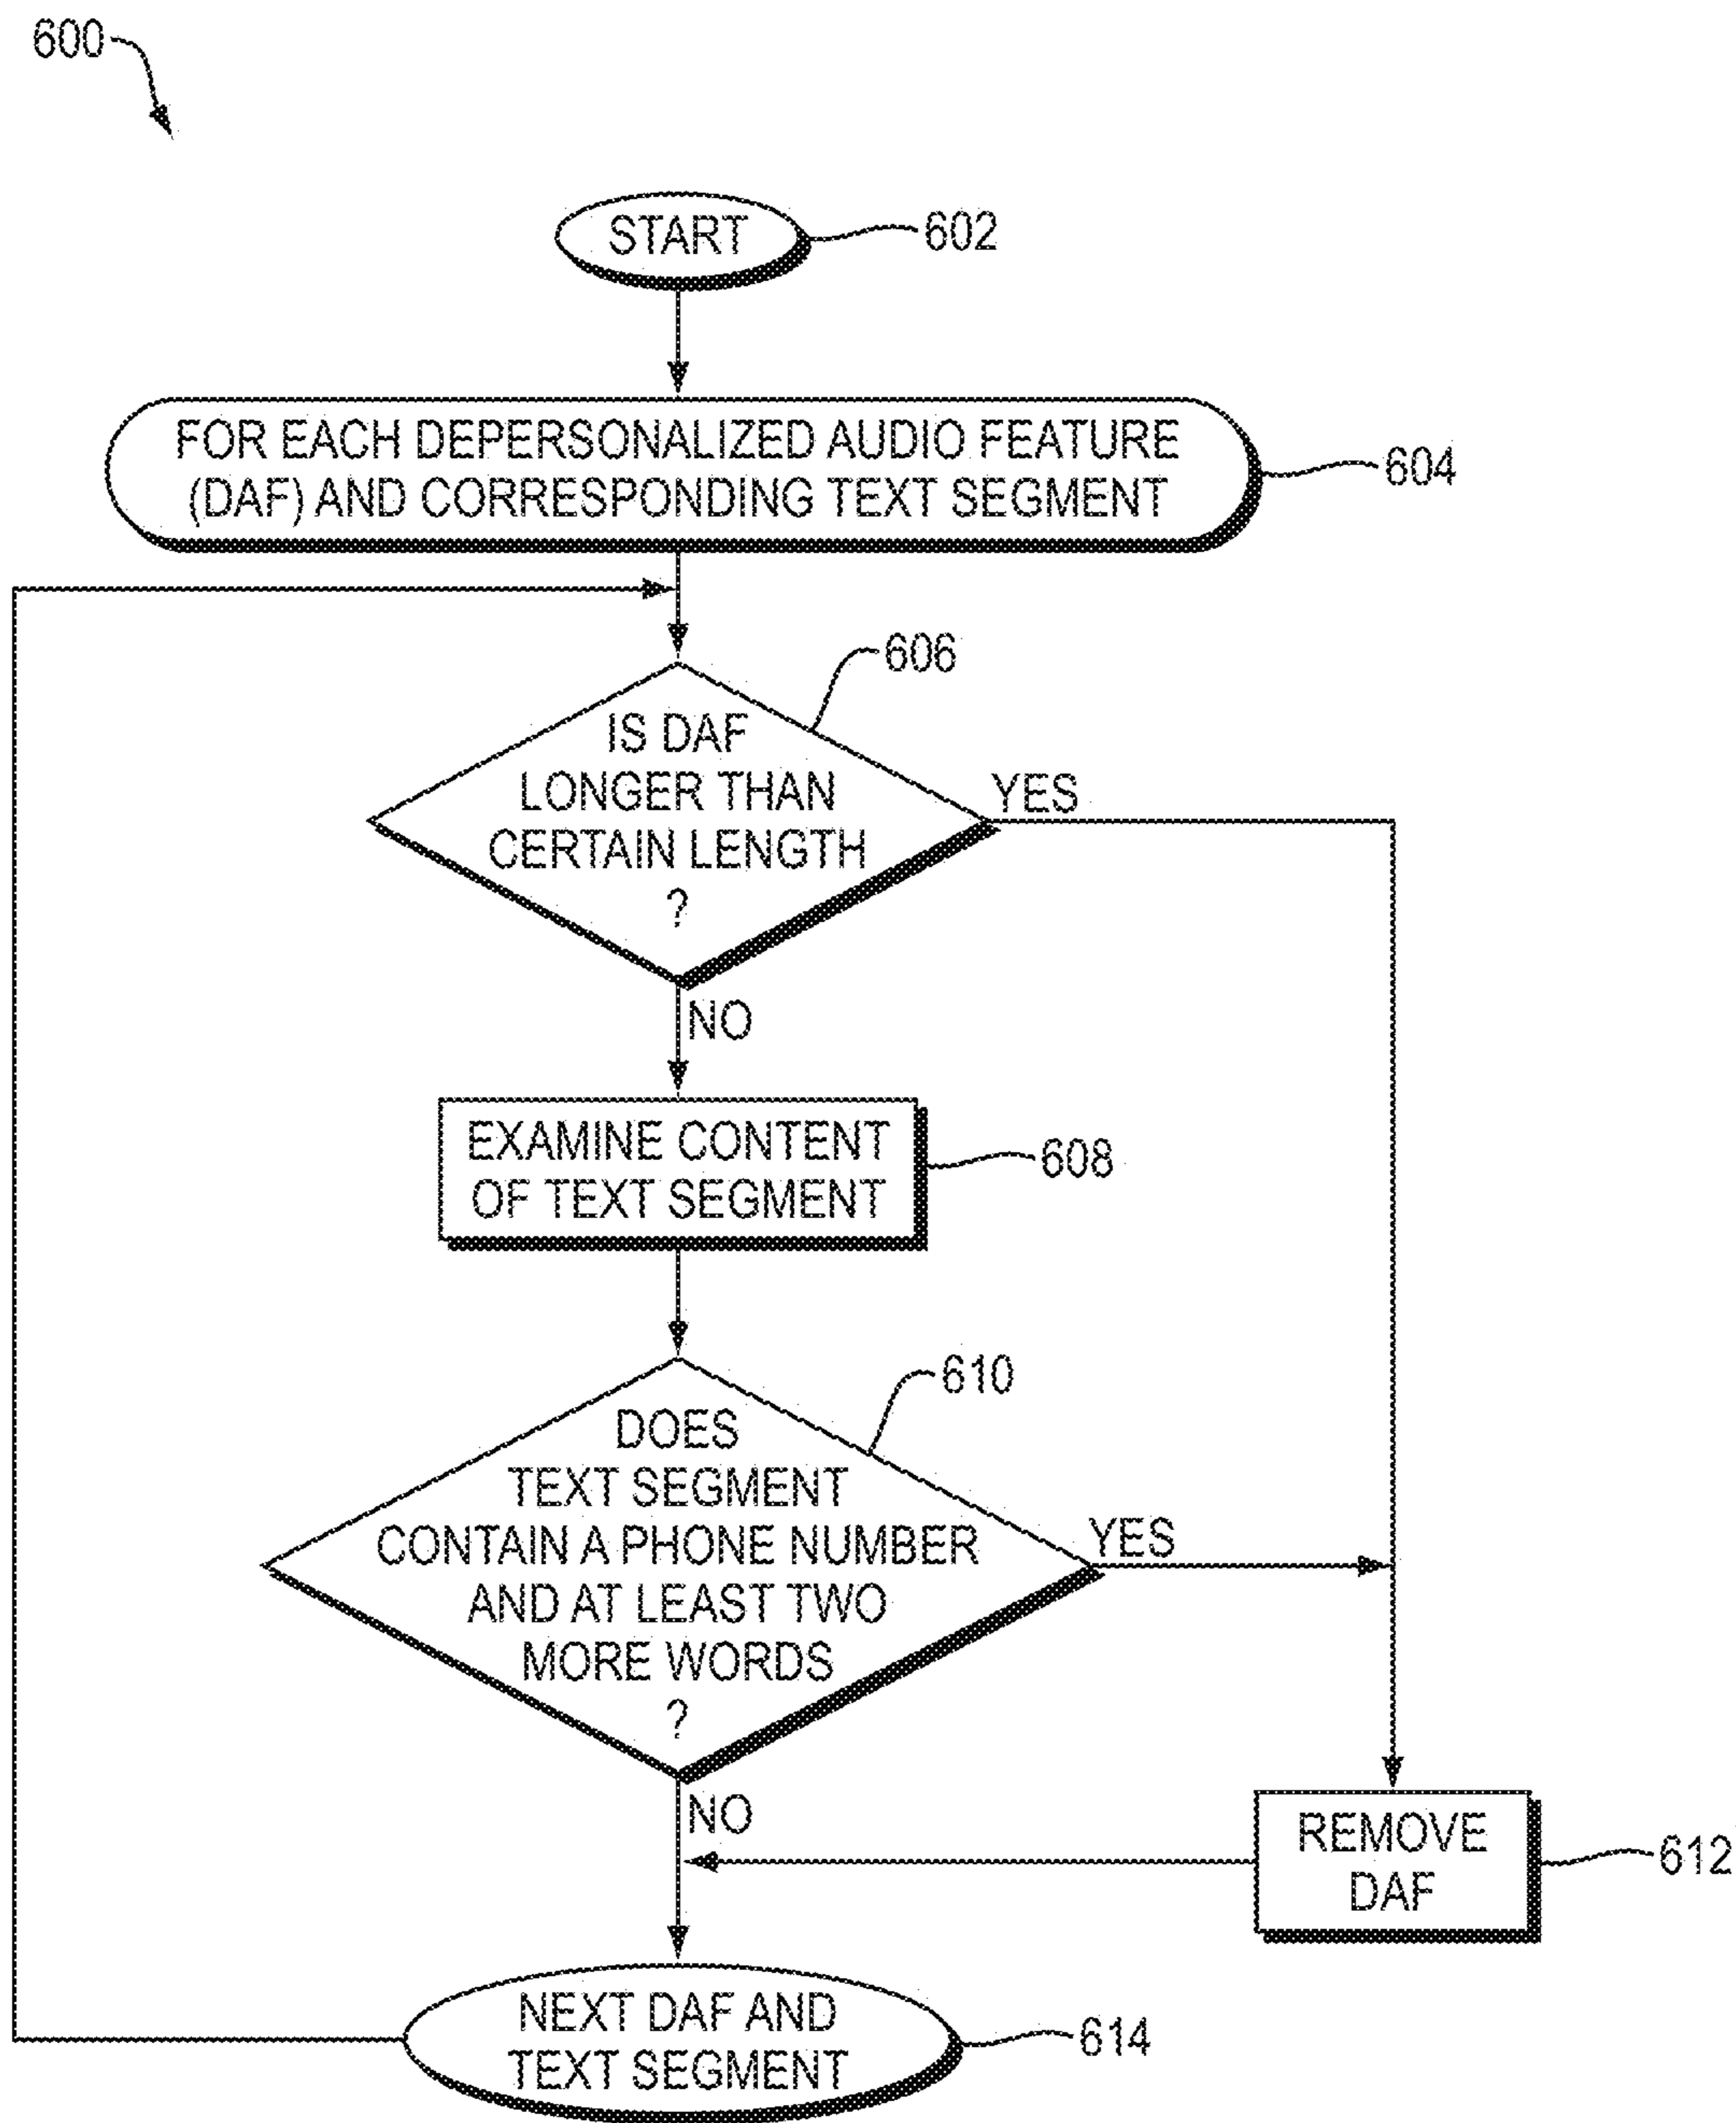 600
START
602
FOR EACH DEPERSONALIZED AUDIO FEATURE
(DAF) AND CORRESPONDING TEXT SEGMENT
604
606
IS DAF
LONGER THAN
CERTAIN LENGTH
?
YES
NO
EXAMINE CONTENT
OF TEXT SEGMENT
608
610
DOES
TEXT SEGMENT
CONTAIN A PHONE NUMBER
AND AT LEAST TWO
MORE WORDS
?
YES
NO
REMOVE
DAF
612
NEXT DAF AND
TEXT SEGMENT
614